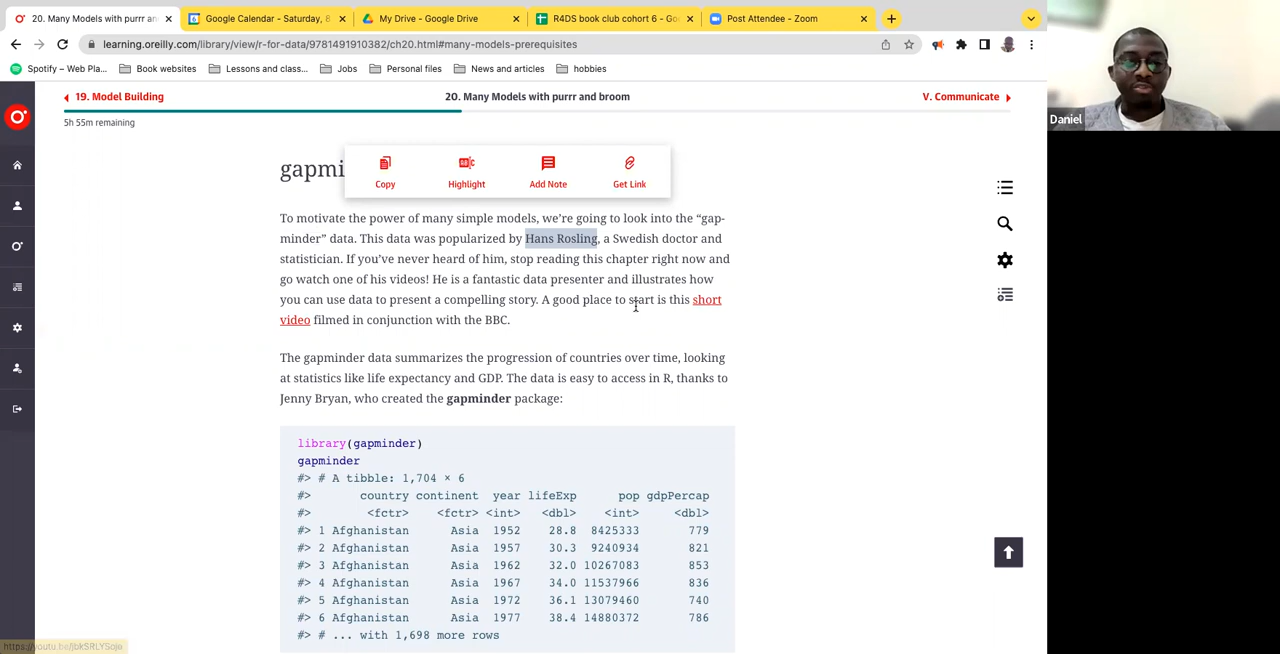 20. Many Models with purrr an
Google Calendar - Saturday, 8
My Drive - Google Drive
R4DS book club cohort 6 - Goo
Post Attendee - Zoom
learning.oreilly.com/library/view/r-for-data/9781491910382/ch20.html#many-models-prerequisites
Spotify – Web Pla...
Book websites
Lessons and class...
Jobs
Personal files
News and articles
hobbies
Daniel
19. Model Building
20. Many Models with purrr and broom
V. Communicate
5h 55m remaining
gapmi
Copy
Highlight
Add Note
Get Link
To motivate the power of many simple models, we’re going to look into the “gap-
minder” data. This data was popularized by Hans Rosling, a Swedish doctor and
statistician. If you’ve never heard of him, stop reading this chapter right now and
go watch one of his videos! He is a fantastic data presenter and illustrates how
you can use data to present a compelling story. A good place to start is this short
video filmed in conjunction with the BBC.
The gapminder data summarizes the progression of countries over time, looking
at statistics like life expectancy and GDP. The data is easy to access in R, thanks to
Jenny Bryan, who created the gapminder package:
library(gapminder)
gapminder
#> # A tibble: 1,704 × 6
#> country continent year lifeExp pop gdpPercap
#> <fctr> <fctr> <int> <dbl> <int> <dbl>
#> 1 Afghanistan Asia 1952 28.8 8425333 779
#> 2 Afghanistan Asia 1957 30.3 9240934 821
#> 3 Afghanistan Asia 1962 32.0 10267083 853
#> 4 Afghanistan Asia 1967 34.0 11537966 836
#> 5 Afghanistan Asia 1972 36.1 13079460 740
#> 6 Afghanistan Asia 1977 38.4 14880372 786
#> # ... with 1,698 more rows